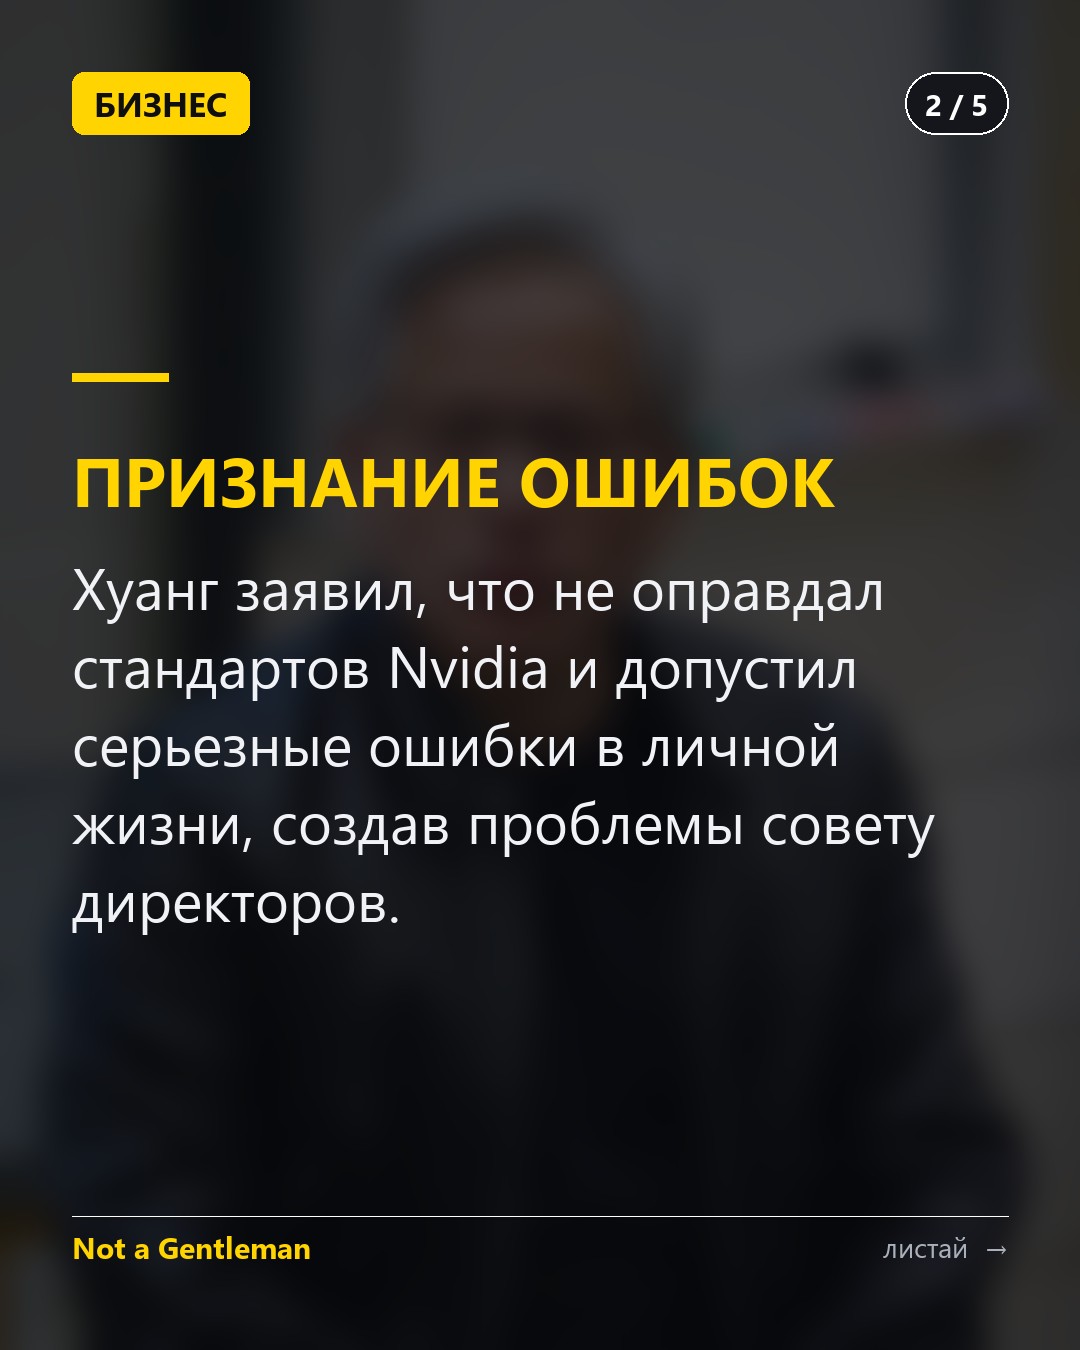 БИЗНЕС
2 / 5
ПРИЗНАНИЕ ОШИБОК
Хуанг заявил, что не оправдал
стандартов Nvidia и допустил
серьезные ошибки в личной
жизни, создав проблемы совету
директоров.
Not a Gentleman
листай →